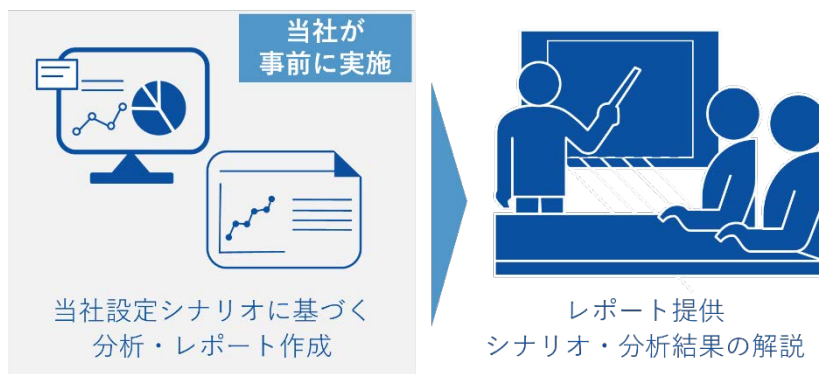 当社が
事前に実施
当社設定シナリオに基づく
分析・レポート作成
レポート提供
シナリオ・分析結果の解説